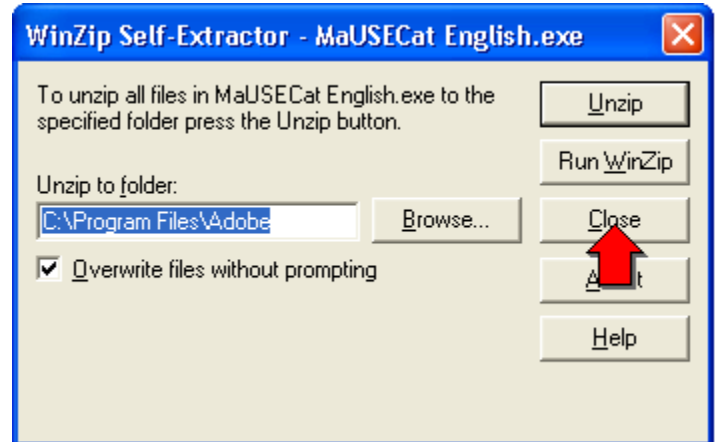 WinZip Self-Extractor - MaUSECat English.exe
To unzip all files in MaUSECat English.exe to the
specified folder press the Unzip button.
Unzip to folder:
C:\Program Files\Adobe
Browse...
Overwrite files without prompting
Unzip
Run WinZip
Close
Help